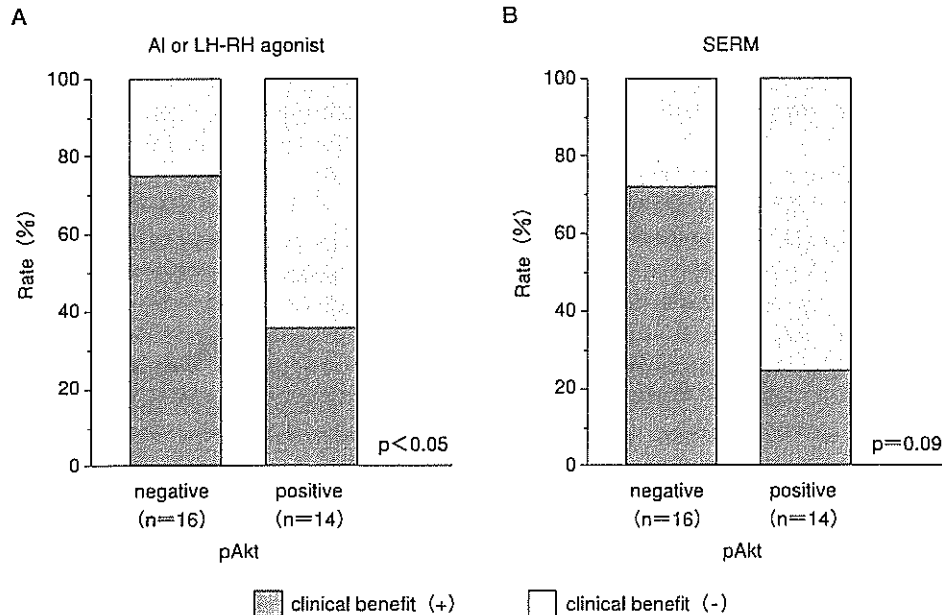 A
AI or LH-RH agonist
100
80
60
40
20
0
Rate (%)
p<0.05
negative
(n=16)
positive
(n=14)
pAkt
B
SERM
100
80
60
40
20
0
Rate (%)
p=0.09
negative
(n=16)
positive
(n=14)
pAkt
clinical benefit (+)
clinical benefit (-)